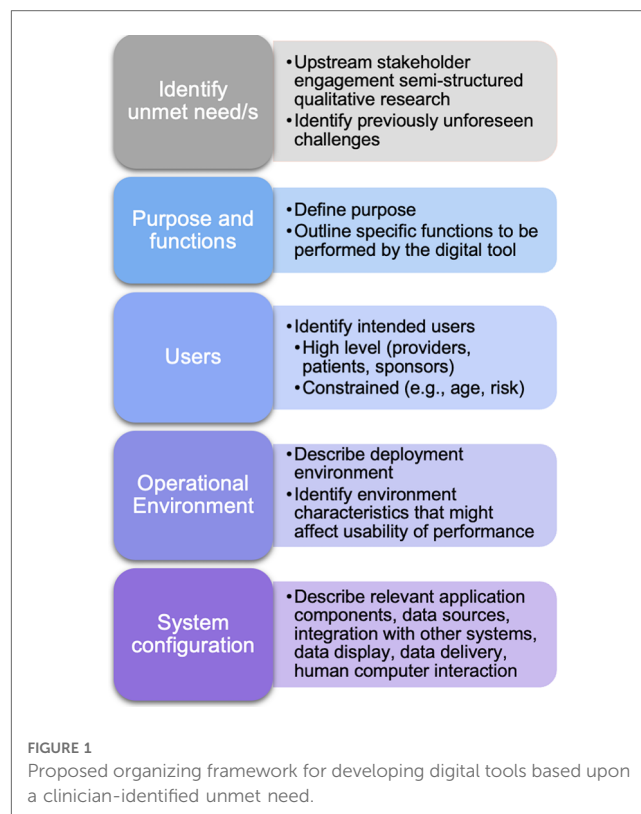 Identify
unmet need/s
•Upstream stakeholder
engagement semi-structured
qualitative research
•Identify previously unforeseen
challenges
Purpose and
functions
•Define purpose
•Outline specific functions to be
performed by the digital tool
Users
•Identify intended users
•High level (providers,
patients, sponsors)
•Constrained (e.g., age, risk)
Operational
Environment
•Describe deployment
environment
•Identify environment
characteristics that might
affect usability of performance
System
configuration
•Describe relevant application
components, data sources,
integration with other systems,
data display, data delivery,
human computer interaction
FIGURE 1
Proposed organizing framework for developing digital tools based upon
a clinician-identified unmet need.